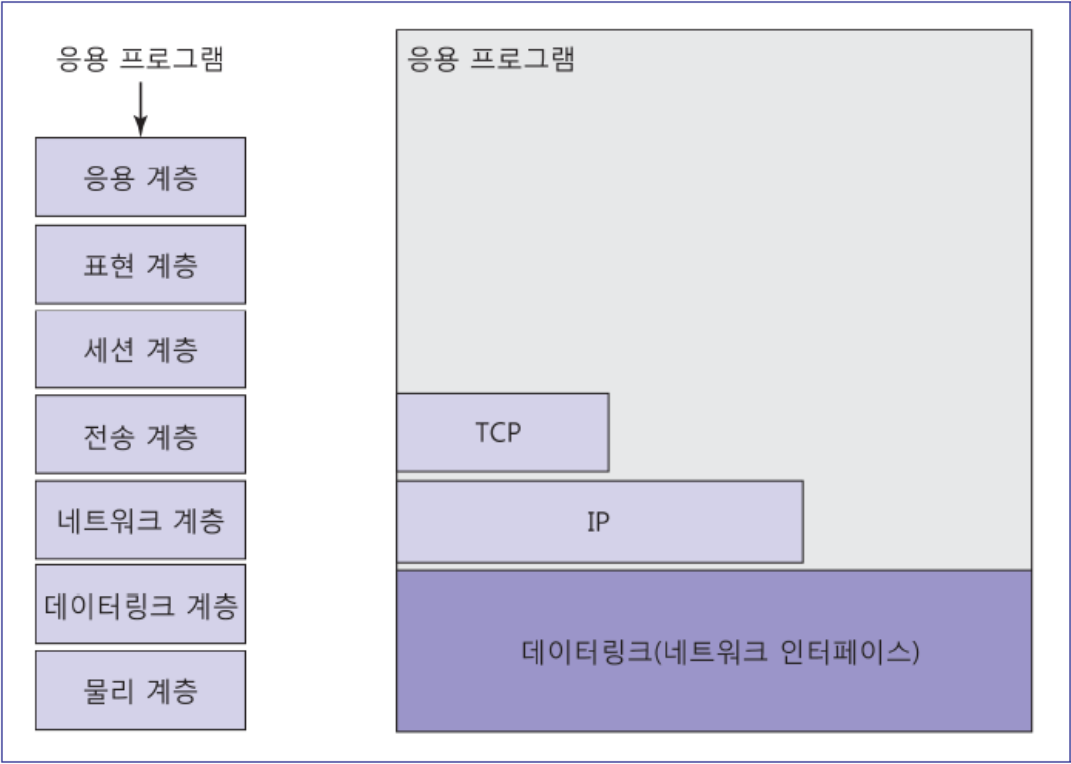 응용 프로그램
응용 계층
표현 계층
세션 계층
전송 계층
네트워크 계층
데이터링크 계층
물리 계층
응용 프로그램
TCP
IP
데이터링크(네트워크 인터페이스)